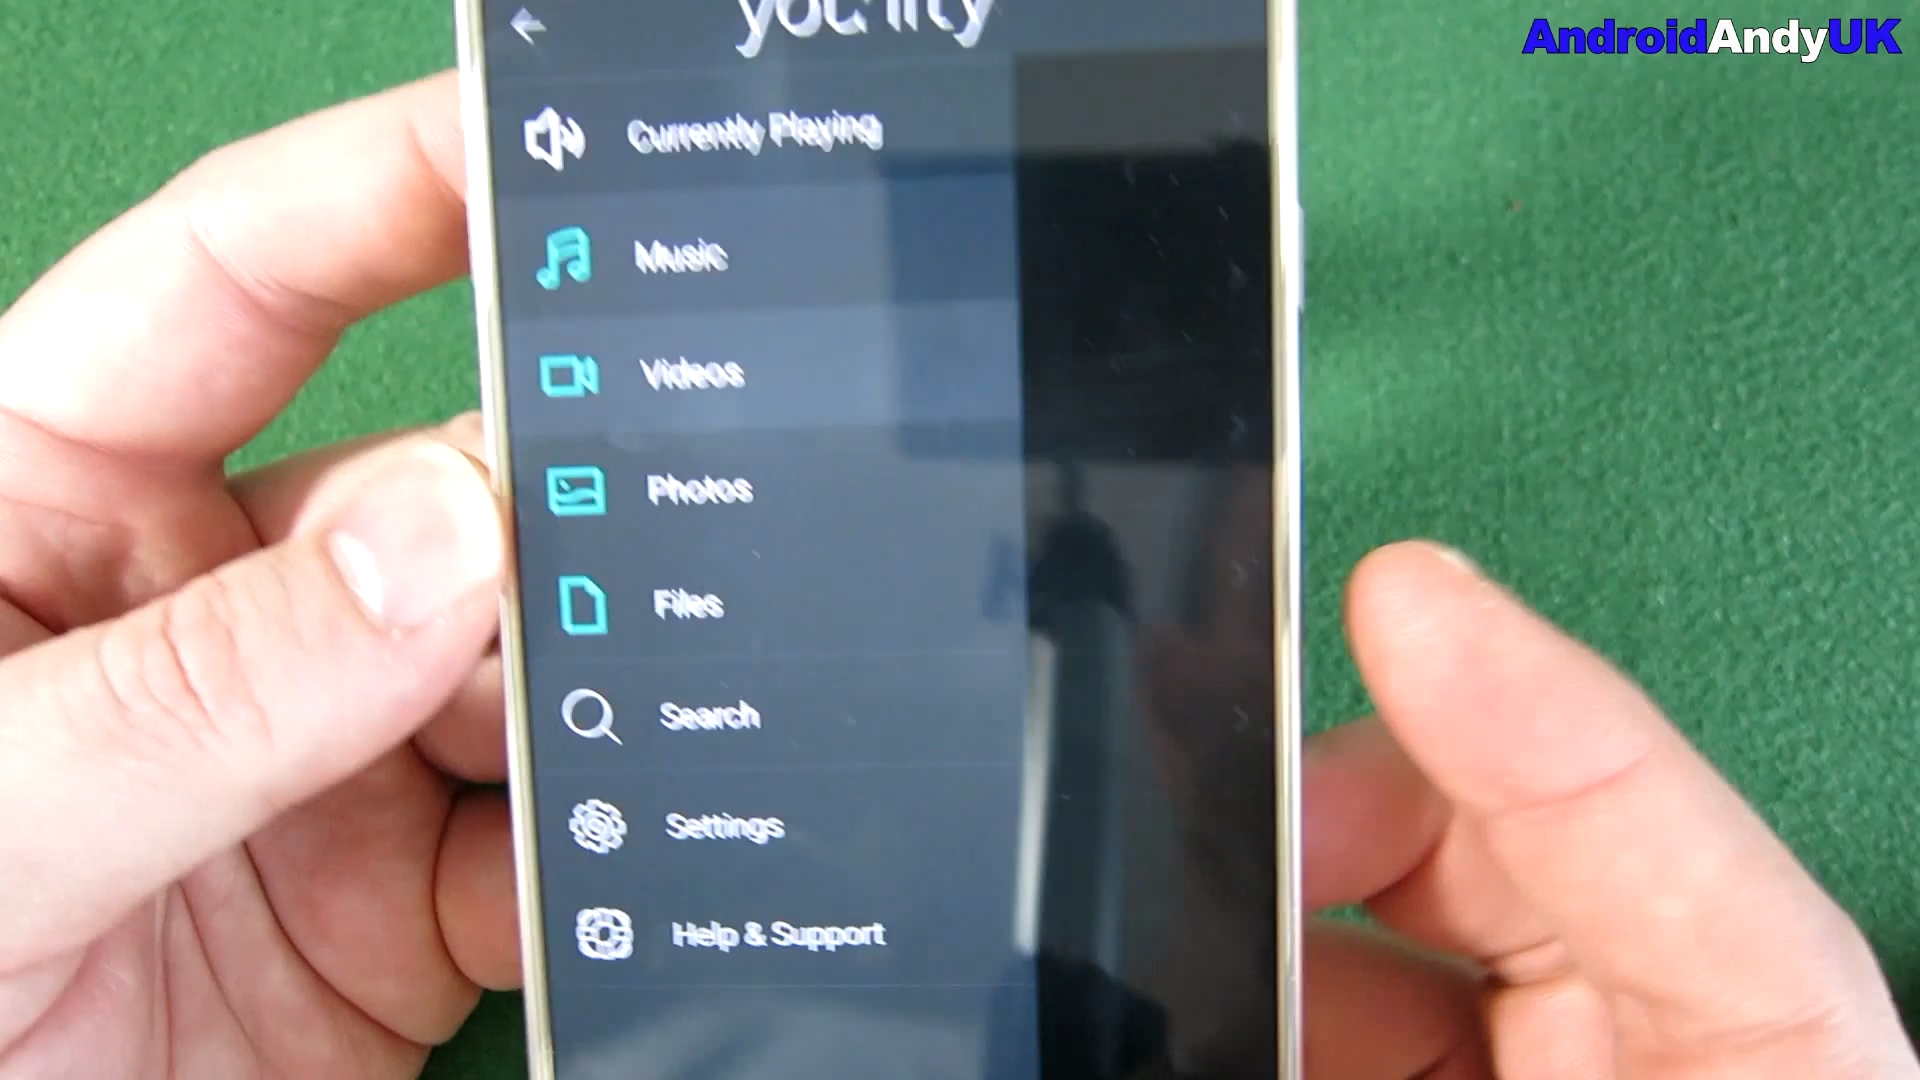 AndroidAndyUK
Currently Playing
Music
Videos
Photos
Files
Search
Settings
Help & Support